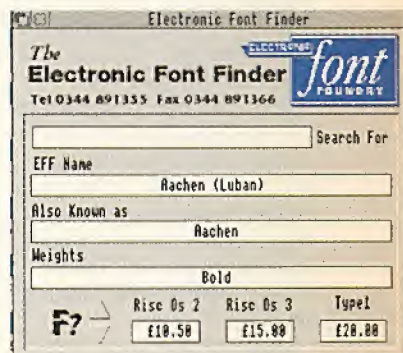 Electronic Font Finder
The
Electronic Font Finder
Tel 0344 891355 Fax 0344 891366
ELECTRONIC
font
FOUNDRY
Search For
EFF Name
Aachen (Luban)
Also Known as
Aachen
Weights
Bold
F?
Risc Os 2 Risc Os 3 Type1
£10.50 £15.00 £20.00